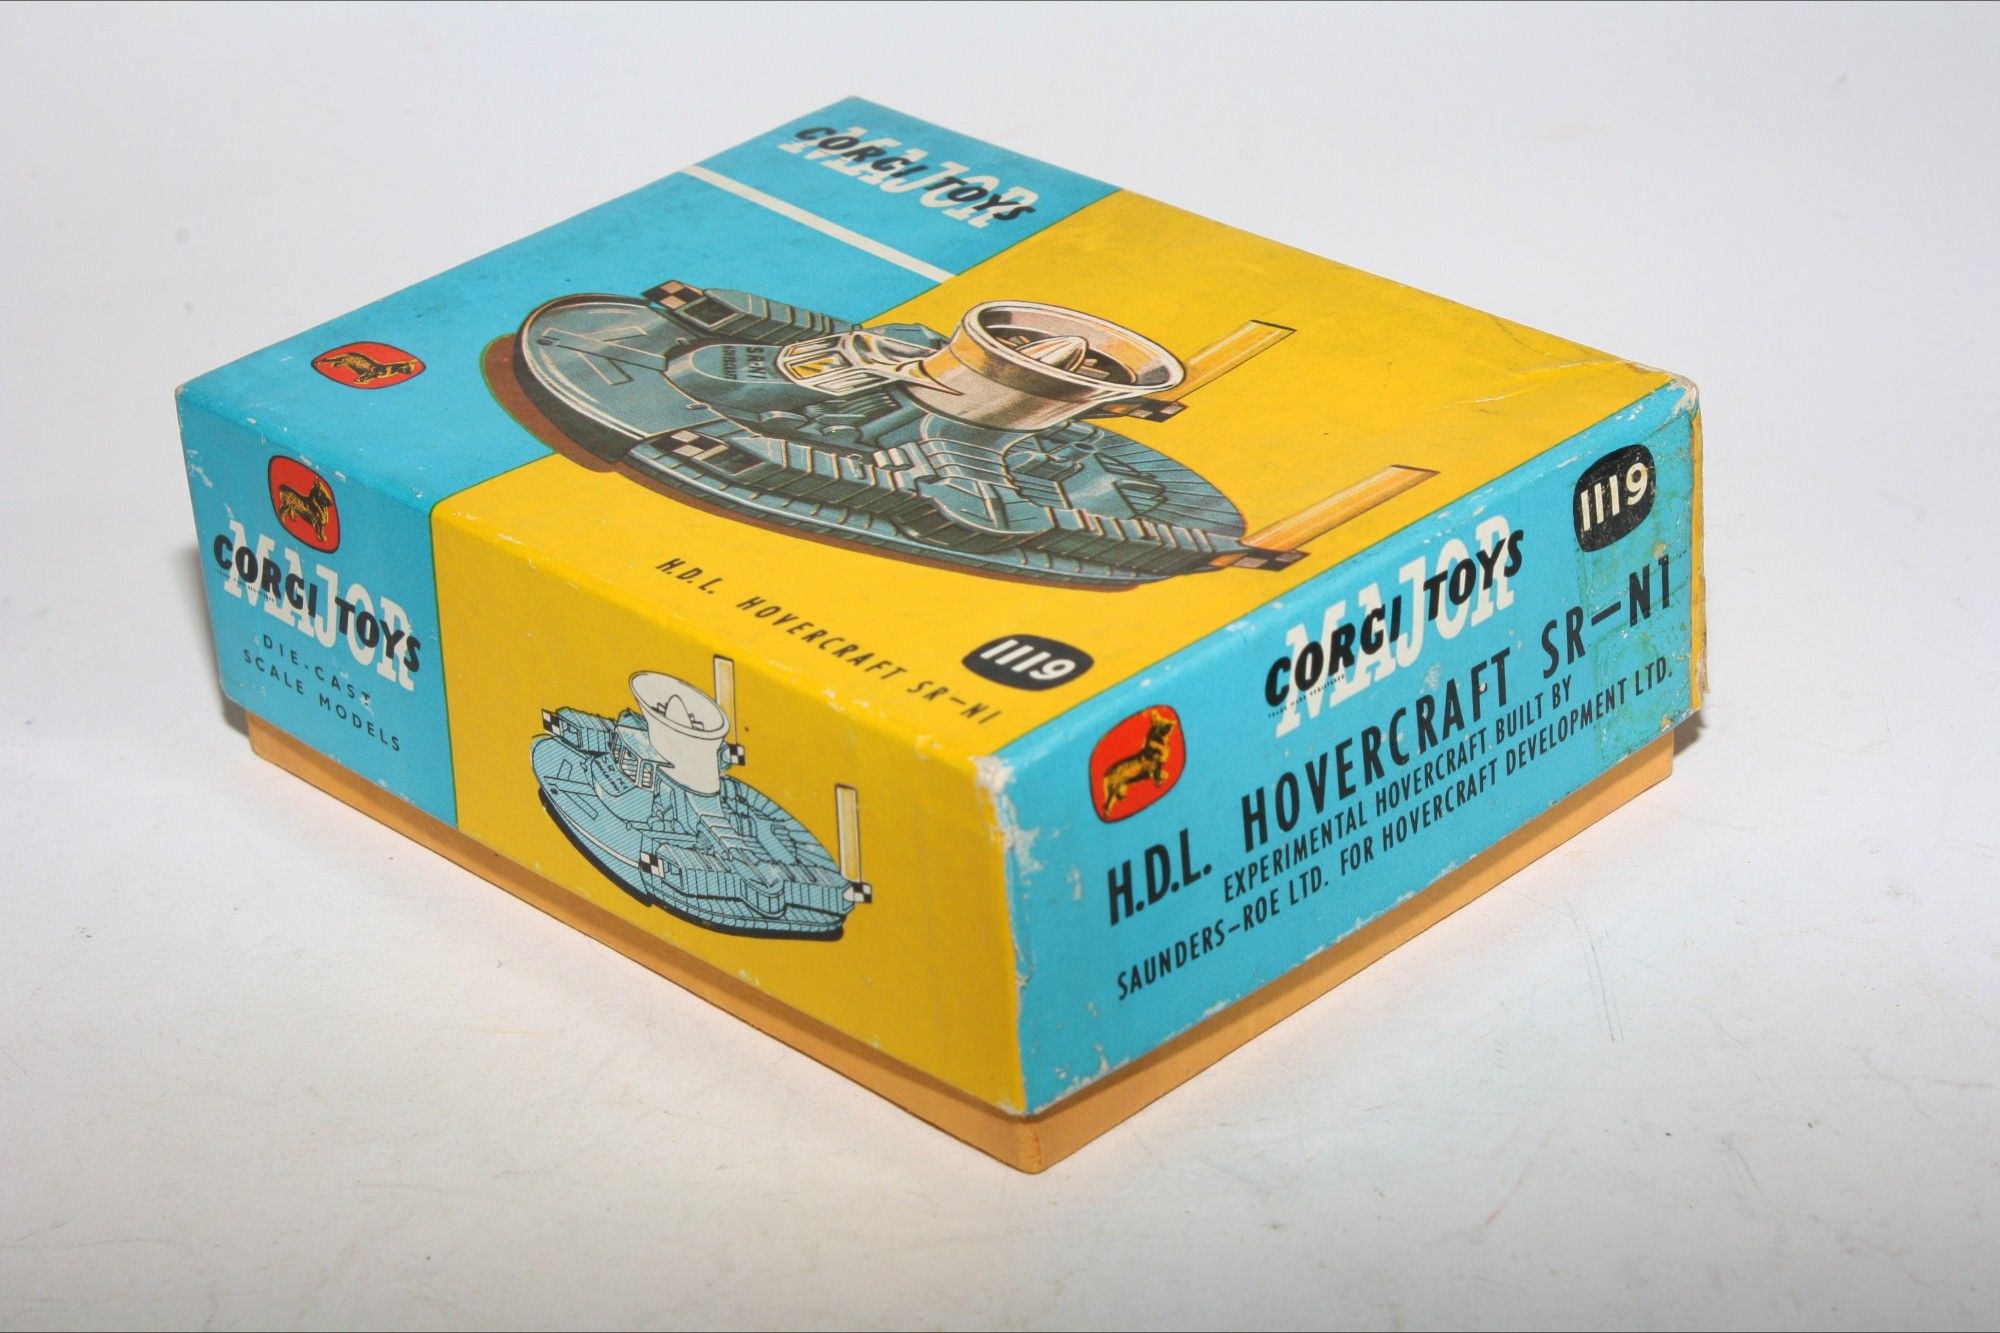 CORGI TOYS
MAJOR
S.R-N1
H.D.L. HOVERCRAFT SR-N1
1119
CORGI TOYS
MAJOR
DIE-CAST
SCALE MODELS
1119
CORGI TOYS
MAJOR
H.D.L. HOVERCRAFT SR-N1
EXPERIMENTAL HOVERCRAFT BUILT BY
SAUNDERS-ROE LTD. FOR HOVERCRAFT DEVELOPMENT LTD.